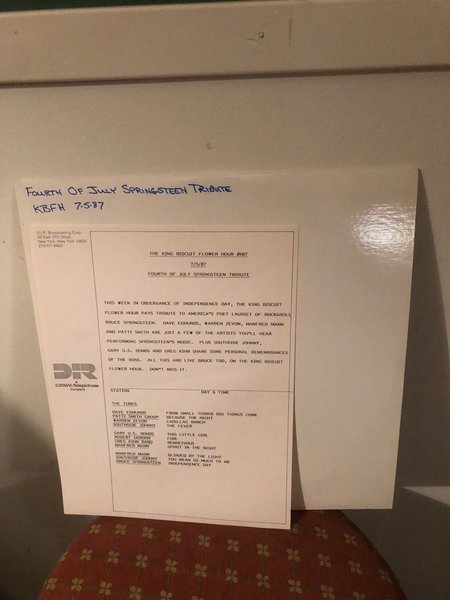 FOURTH OF JULY SPRINGSTEEN TRIBUTE
KBFH 7-5-87
D.I.R. Broadcasting Corp.
32 East 57th Street
New York, New York 10022
THE KING BISCUIT FLOWER HOUR
7/5/87
FOURTH OF JULY SPRINGSTEEN TRIBUTE
THIS WEEK IN OBSERVANCE OF INDEPENDENCE DAY, THE KING BISCUIT
FLOWER HOUR PAYS TRIBUTE TO AMERICA'S POET LAURIET OF ROCK&ROLL
BRUCE SPRINGSTEEN. DAVE EDMUNDS, WARREN ZEVON, MANFRED MANN
AND PATTI SMITH ARE JUST A FEW OF THE ARTISTS YOU'LL HEAR
PERFORMING SPRINGSTEEN'S MUSIC. PLUS SOUTHSIDE JOHNNY,
GARY U.S. BONDS AND GREG KIHN SHARE SOME PERSONAL REMEMBRANCES
OF THE BOSS. ALL THIS AND LIVE BRUCE TOO, ON THE KING BISCUIT
FLOWER HOUR. DON'T MISS IT.
DIR
A
Company
STATION DAY & TIME
THE TUNES
DAVE EDMUNDS FROM SMALL THINGS BIG THINGS COME
PATTI SMITH GROUP BECAUSE THE NIGHT
WARREN ZEVON CADILLAC RANCH
SOUTHSIDE JOHNNY THE FEVER
GARY U.S. BONDS THIS LITTLE GIRL
ROBERT GORDON FIRE
GREG KIHN BAND RENDEZVOUS
MANFRED MANN SPIRIT IN THE NIGHT
MANFRED MANN BLINDED BY THE LIGHT
SOUTHSIDE JOHNNY YOU MEAN SO MUCH TO ME
BRUCE SPRINGSTEEN INDEPENDENCE DAY